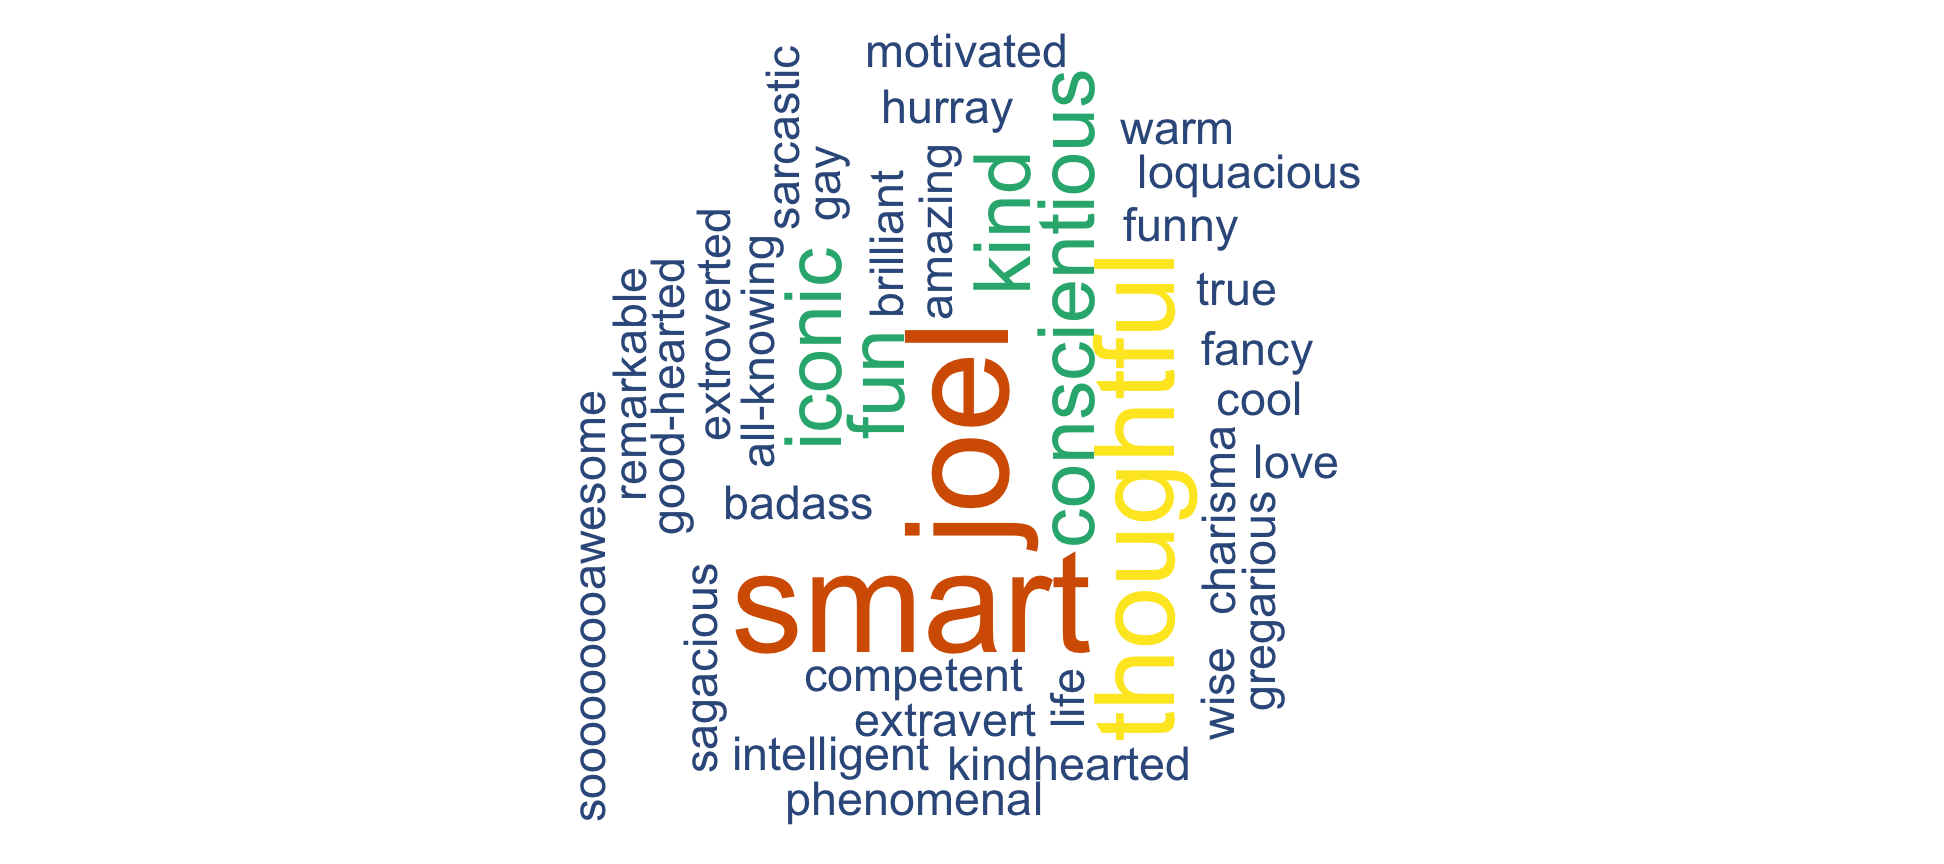 motivated
sarcastic
hurray
conscientious
warm
gay
loquacious
brilliant
amazing
kind
funny
extroverted
all-knowing
iconic
thoughtful
true
remarkable
good-hearted
fun
joel
fancy
cool
sooooooooawesome
charisma
love
badass
gregarious
smart
sagacious
competent
life
wise
extravert
intelligent
kindhearted
phenomenal